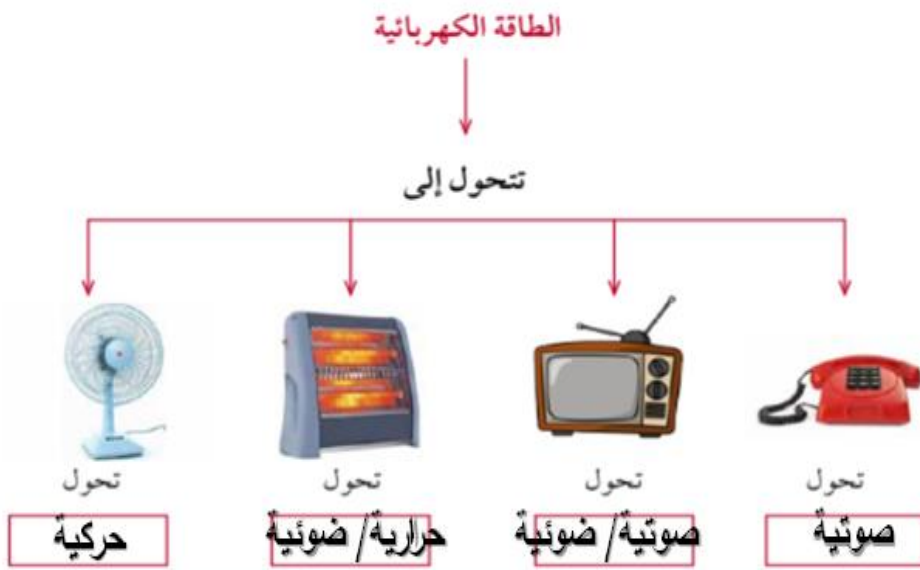 الطاقة الكهربائية
تتحول إلى
تحول
تحول
تحول
تحول
صوتية
صوتية/ ضوئية
حرارية/ ضوئية
حركية